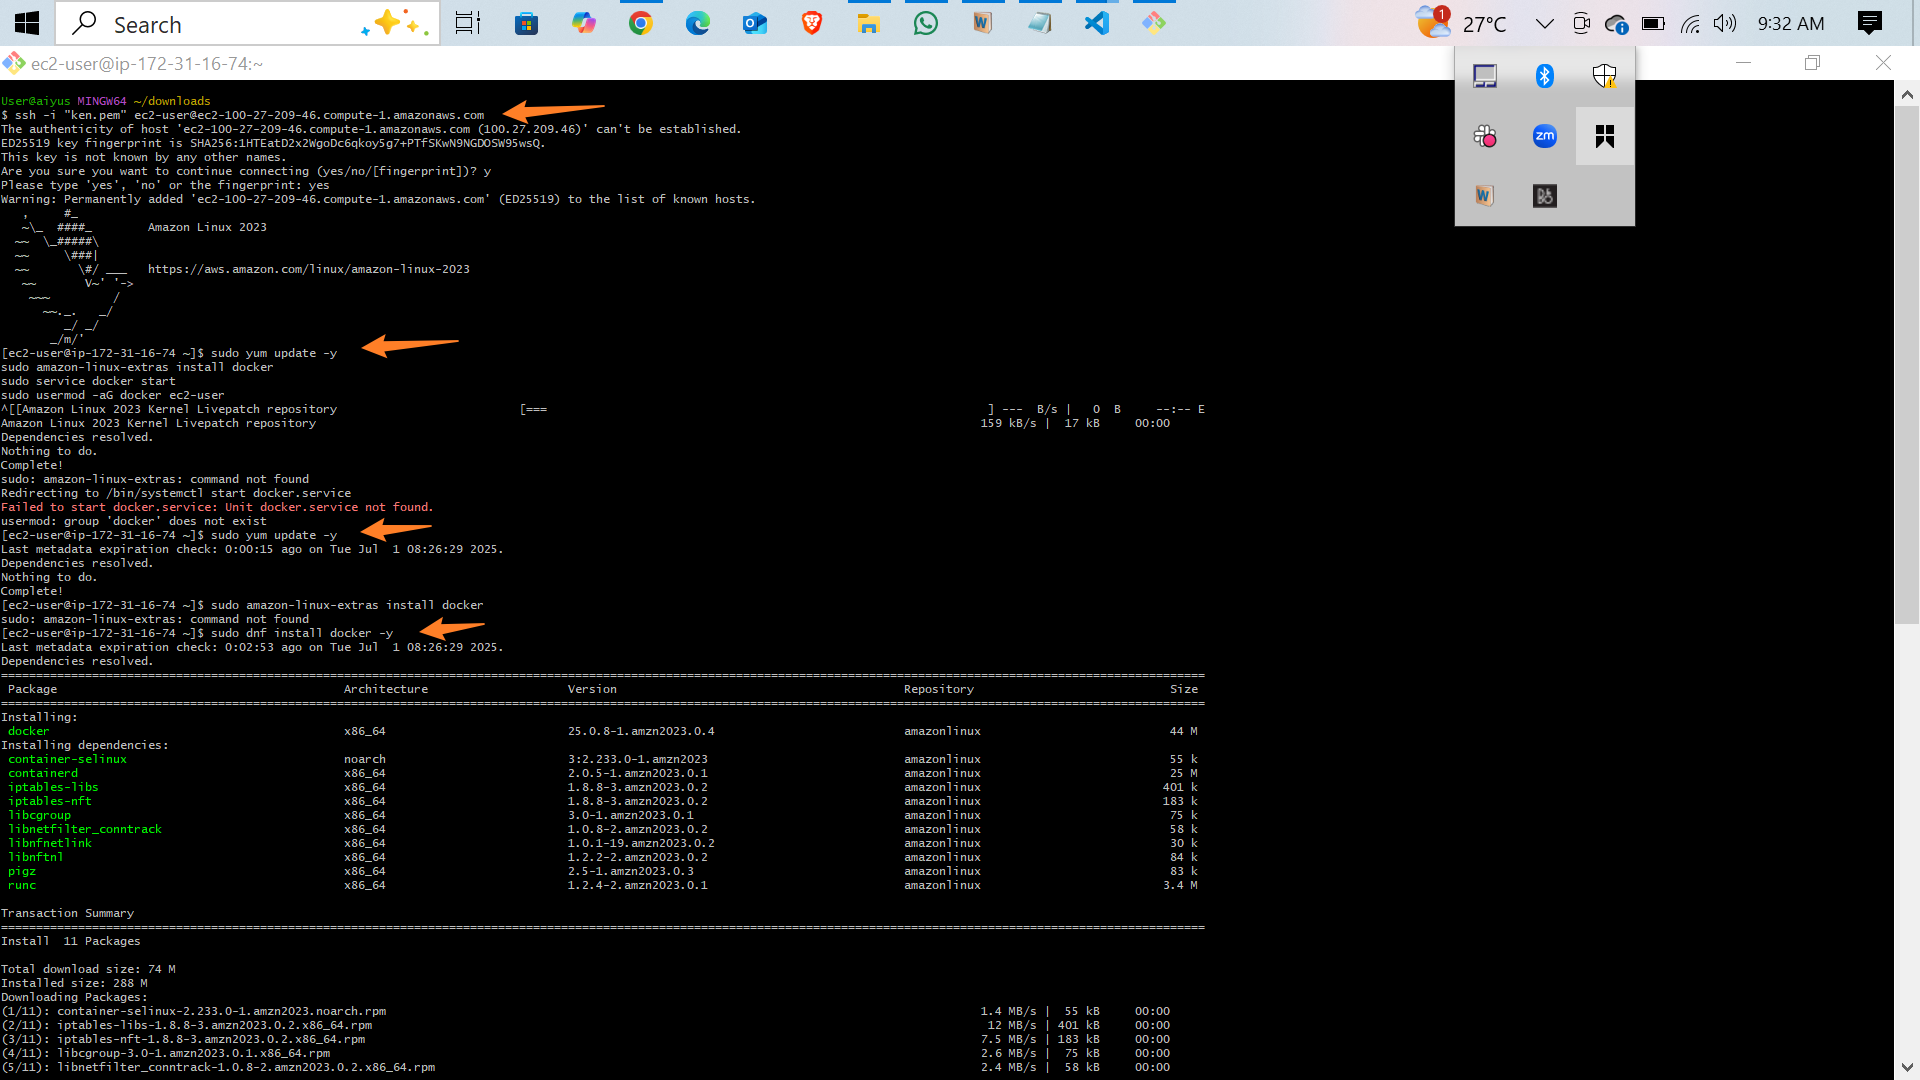 Search
1
27°C
9:32 AM
ec2-user@ip-172-31-16-74:~
zm
User@aiyus MINGW64 ~/downloads
$ ssh -i "ken.pem" ec2-user@ec2-100-27-209-46.compute-1.amazonaws.com
The authenticity of host 'ec2-100-27-209-46.compute-1.amazonaws.com (100.27.209.46)' can't be established.
ED25519 key fingerprint is SHA256:1HTEatD2x2WgoDc6qkoy5g7+PTfSKwN9NGDOSW95wsQ.
This key is not known by any other names.
Are you sure you want to continue connecting (yes/no/[fingerprint])? y
Please type 'yes', 'no' or the fingerprint: yes
Warning: Permanently added 'ec2-100-27-209-46.compute-1.amazonaws.com' (ED25519) to the list of known hosts.
   ,     #_
   ~\_  ####_        Amazon Linux 2023
  ~~  \_#####\
  ~~     \###|
  ~~       \#/ ___   https://aws.amazon.com/linux/amazon-linux-2023
   ~~       V~' '->
    ~~~         /
      ~~._.   _/
         _/ _/
       _/m/'
[ec2-user@ip-172-31-16-74 ~]$ sudo yum update -y
sudo amazon-linux-extras install docker
sudo service docker start
sudo usermod -aG docker ec2-user
^[[Amazon Linux 2023 Kernel Livepatch repository [=== ] --- B/s | 0 B --:-- E
Amazon Linux 2023 Kernel Livepatch repository 159 kB/s | 17 kB 00:00
Dependencies resolved.
Nothing to do.
Complete!
sudo: amazon-linux-extras: command not found
Redirecting to /bin/systemctl start docker.service
Failed to start docker.service: Unit docker.service not found.
usermod: group 'docker' does not exist
[ec2-user@ip-172-31-16-74 ~]$ sudo yum update -y
Last metadata expiration check: 0:00:15 ago on Tue Jul  1 08:26:29 2025.
Dependencies resolved.
Nothing to do.
Complete!
[ec2-user@ip-172-31-16-74 ~]$ sudo amazon-linux-extras install docker
sudo: amazon-linux-extras: command not found
[ec2-user@ip-172-31-16-74 ~]$ sudo dnf install docker -y
Last metadata expiration check: 0:02:53 ago on Tue Jul  1 08:26:29 2025.
Dependencies resolved.
Package Architecture Version Repository Size
Installing:
docker x86_64 25.0.8-1.amzn2023.0.4 amazonlinux 44 M
Installing dependencies:
container-selinux noarch 3:2.233.0-1.amzn2023 amazonlinux 55 k
containerd x86_64 2.0.5-1.amzn2023.0.1 amazonlinux 25 M
iptables-libs x86_64 1.8.8-3.amzn2023.0.2 amazonlinux 401 k
iptables-nft x86_64 1.8.8-3.amzn2023.0.2 amazonlinux 183 k
libcgroup x86_64 3.0-1.amzn2023.0.1 amazonlinux 75 k
libnetfilter_conntrack x86_64 1.0.8-2.amzn2023.0.2 amazonlinux 58 k
libnfnetlink x86_64 1.0.1-19.amzn2023.0.2 amazonlinux 30 k
libnftnl x86_64 1.2.2-2.amzn2023.0.2 amazonlinux 84 k
pigz x86_64 2.5-1.amzn2023.0.3 amazonlinux 83 k
runc x86_64 1.2.4-2.amzn2023.0.1 amazonlinux 3.4 M
Transaction Summary
Install  11 Packages
Total download size: 74 M
Installed size: 288 M
Downloading Packages:
(1/11): container-selinux-2.233.0-1.amzn2023.noarch.rpm 1.4 MB/s | 55 kB 00:00
(2/11): iptables-libs-1.8.8-3.amzn2023.0.2.x86_64.rpm 12 MB/s | 401 kB 00:00
(3/11): iptables-nft-1.8.8-3.amzn2023.0.2.x86_64.rpm 7.5 MB/s | 183 kB 00:00
(4/11): libcgroup-3.0-1.amzn2023.0.1.x86_64.rpm 2.6 MB/s | 75 kB 00:00
(5/11): libnetfilter_conntrack-1.0.8-2.amzn2023.0.2.x86_64.rpm 2.4 MB/s | 58 kB 00:00